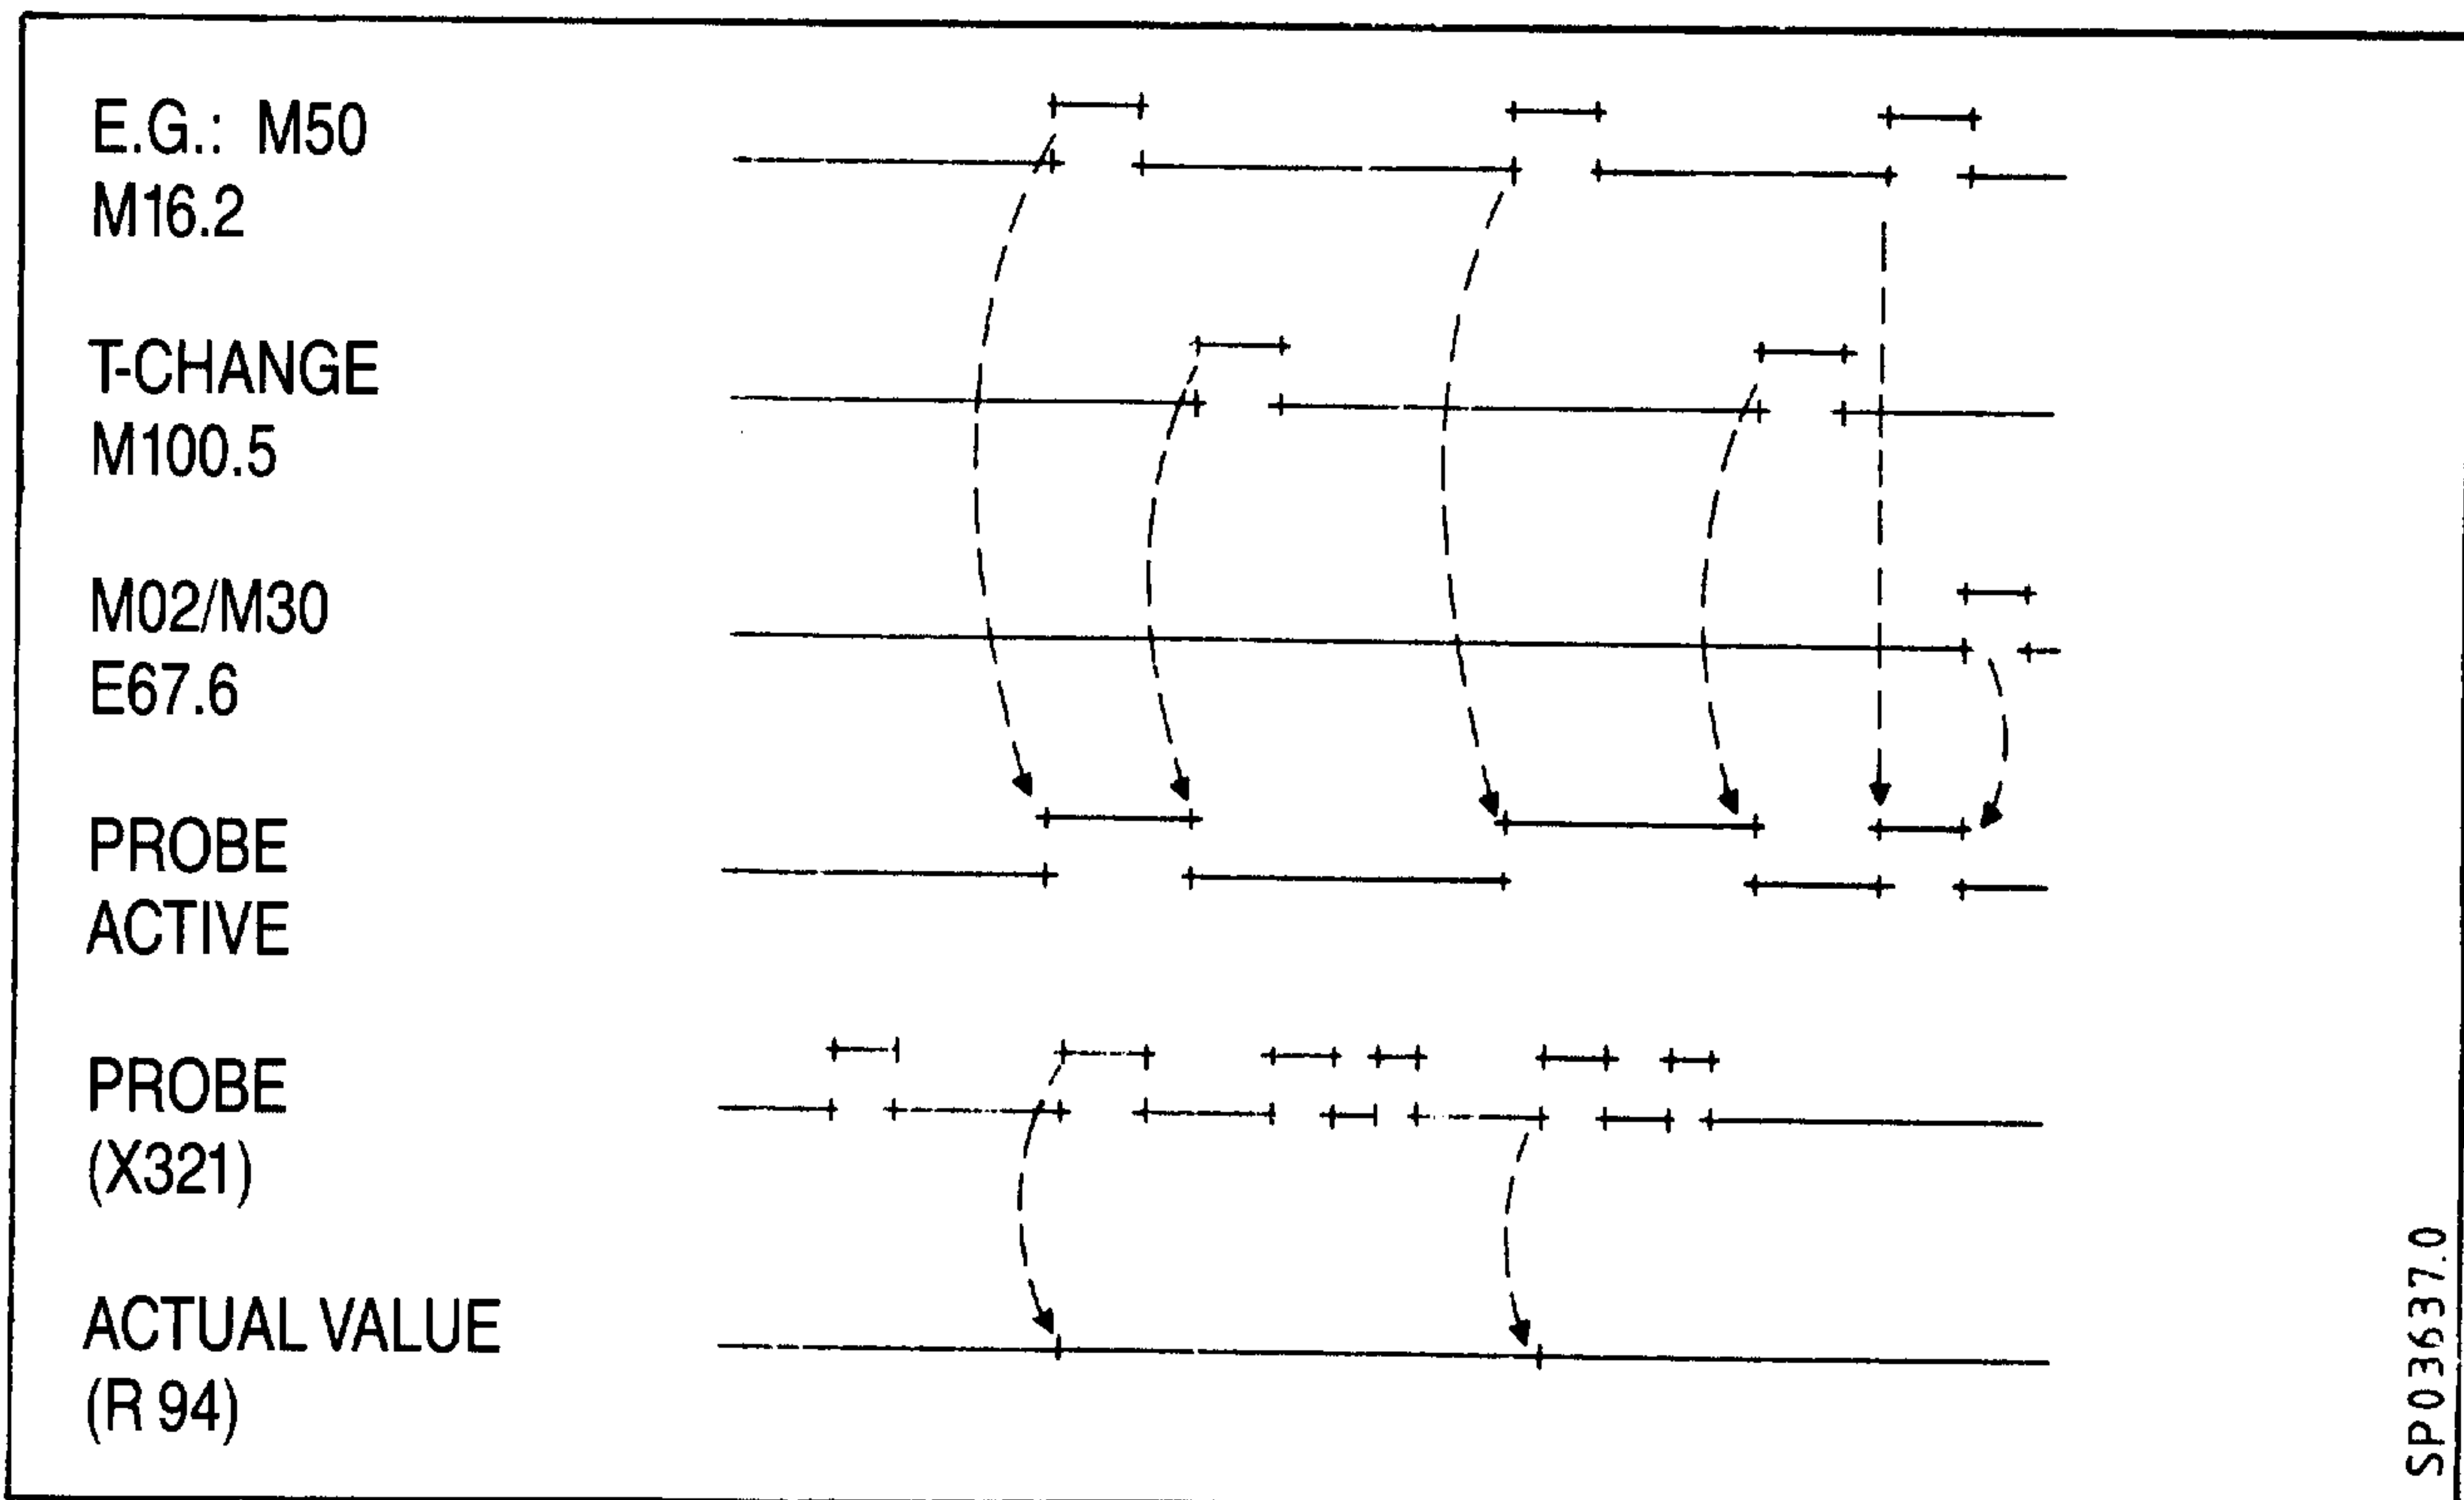 E.G.: M50
M16.2
T-CHANGE
M100.5
M02/M30
E67.6
PROBE
ACTIVE
PROBE
(X321)
ACTUAL VALUE
(R 94)
SP03637.0